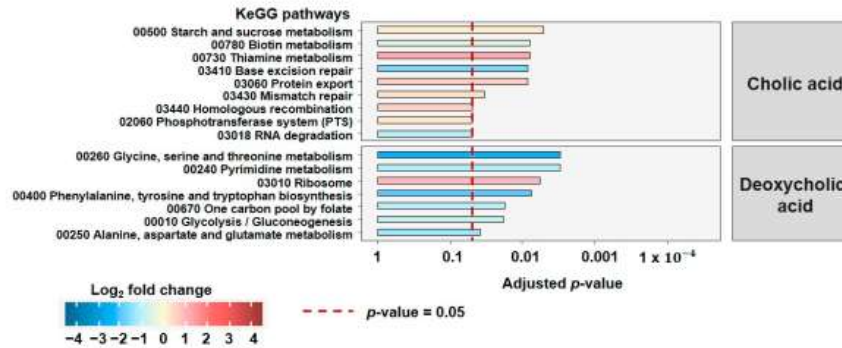 KeGG pathways
00500 Starch and sucrose metabolism
00780 Biotin metabolism
00730 Thiamine metabolism
03410 Base excision repair
03060 Protein export
03430 Mismatch repair
03440 Homologous recombination
02060 Phosphotransferase system (PTS)
03018 RNA degradation
Cholic acid
00260 Glycine, serine and threonine metabolism
00240 Pyrimidine metabolism
03010 Ribosome
00400 Phenylalanine, tyrosine and tryptophan biosynthesis
00670 One carbon pool by folate
00010 Glycolysis / Gluconeogenesis
00250 Alanine, aspartate and glutamate metabolism
Deoxycholic
acid
1 0.1 0.01 0.001 1 x 10⁻⁴
Adjusted p-value
Log₂ fold change
−4 −3 −2 −1 0 1 2 3 4
p-value = 0.05